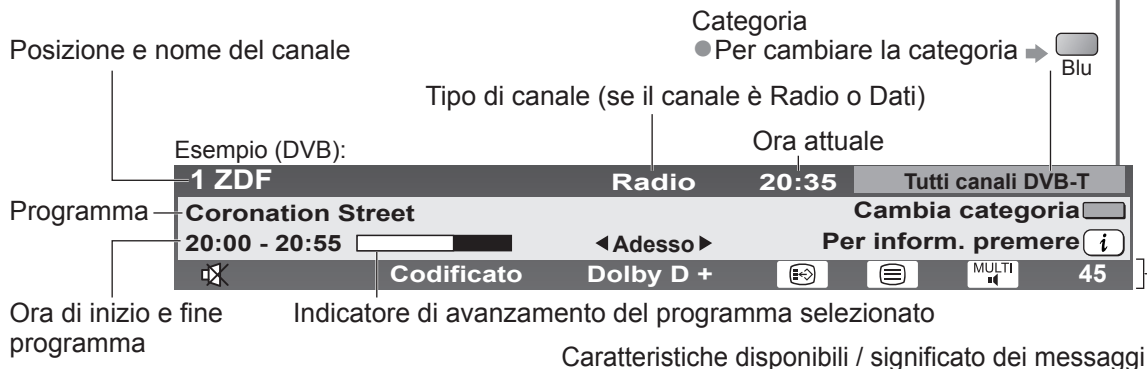 Categoria
Posizione e nome del canale
●Per cambiare la categoria
Blu
Tipo di canale (se il canale è Radio o Dati)
Ora attuale
Esempio (DVB):
1 ZDF Radio 20:35 Tutti canali DVB-T
Programma
Coronation Street Cambia categoria
20:00 - 20:55 ◄Adesso► Per inform. premere i
Codificato Dolby D + MULTI 45
Ora di inizio e fine
programma
Indicatore di avanzamento del programma selezionato
Caratteristiche disponibili / significato dei messaggi